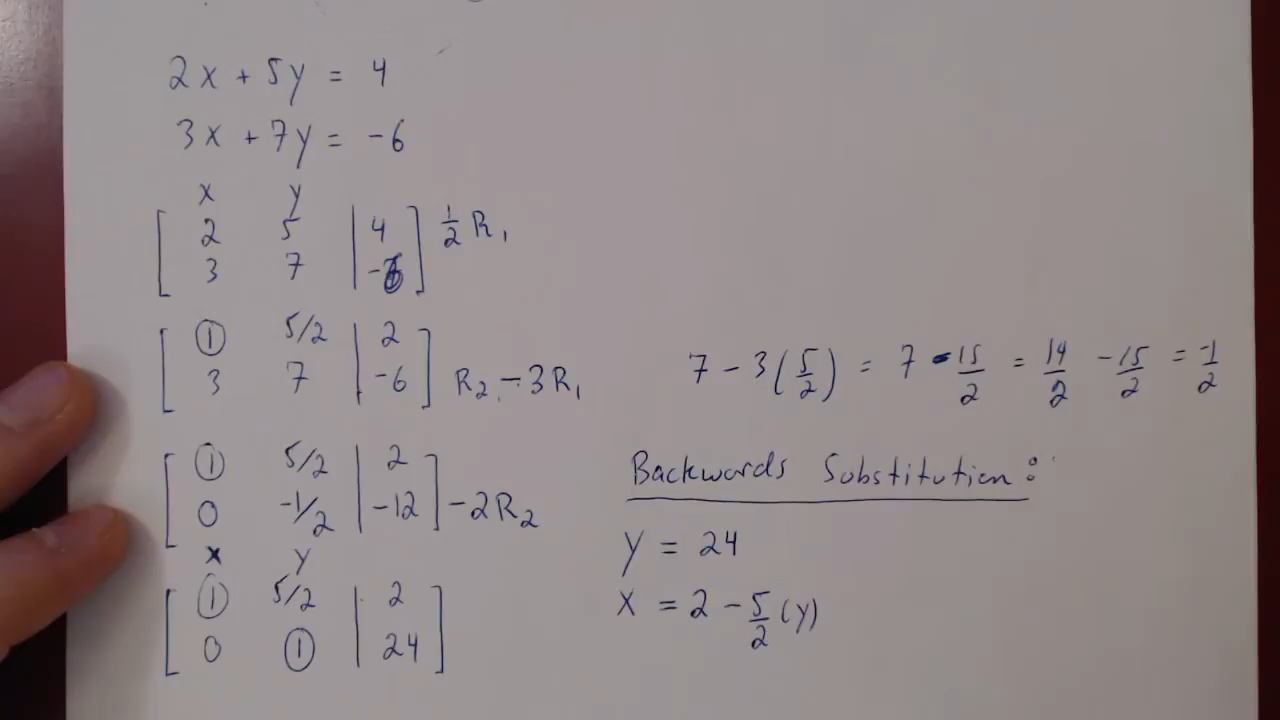 2x + 5y = 4
3x + 7y = -6
x y
[ 2 5 | 4 ] 1/2 R₁
[ 3 7 | -6 ]
[ ① 5/2 | 2 ]
[ 3 7 | -6 ] R₂ - 3R₁
7 - 3(5/2) = 7 - 15/2 = 14/2 - 15/2 = -1/2
[ ① 5/2 | 2 ]
[ 0 -1/2 | -12 ] -2R₂
x y
[ ① 5/2 | 2 ]
[ 0 ① | 24 ]
Backwards Substitution:
y = 24
x = 2 - 5/2 (y)